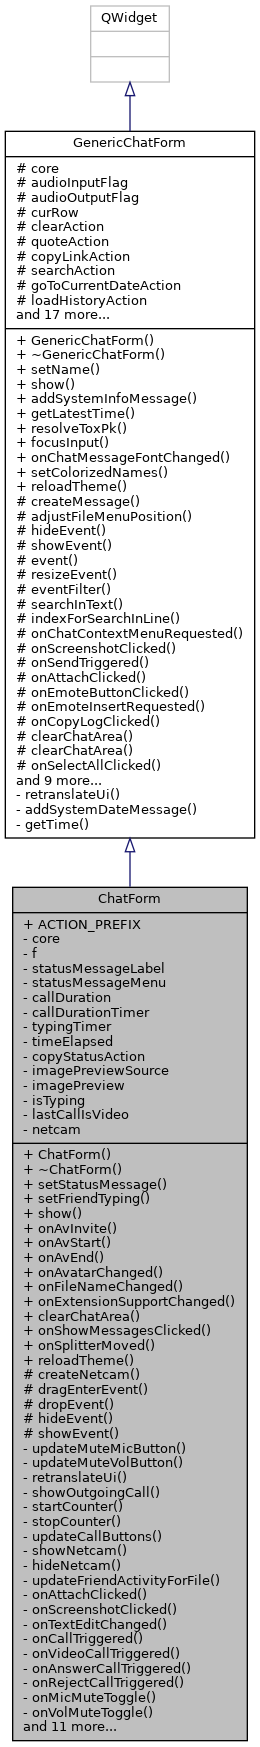 QWidget
GenericChatForm
# core
# audioInputFlag
# audioOutputFlag
# curRow
# clearAction
# quoteAction
# copyLinkAction
# searchAction
# goToCurrentDateAction
# loadHistoryAction
and 17 more...
+ GenericChatForm()
+ ~GenericChatForm()
+ setName()
+ show()
+ addSystemInfoMessage()
+ getLatestTime()
+ resolveToxPk()
+ focusInput()
+ onChatMessageFontChanged()
+ setColorizedNames()
+ reloadTheme()
# createMessage()
# adjustFileMenuPosition()
# hideEvent()
# showEvent()
# event()
# resizeEvent()
# eventFilter()
# searchInText()
# indexForSearchInLine()
# onChatContextMenuRequested()
# onScreenshotClicked()
# onSendTriggered()
# onAttachClicked()
# onEmoteButtonClicked()
# onEmoteInsertRequested()
# onCopyLogClicked()
# clearChatArea()
# clearChatArea()
# onSelectAllClicked()
and 9 more...
- retranslateUi()
- addSystemDateMessage()
- getTime()
ChatForm
+ ACTION_PREFIX
- core
- f
- statusMessageLabel
- statusMessageMenu
- callDuration
- callDurationTimer
- typingTimer
- timeElapsed
- copyStatusAction
- imagePreviewSource
- imagePreview
- isTyping
- lastCallIsVideo
- netcam
+ ChatForm()
+ ~ChatForm()
+ setStatusMessage()
+ setFriendTyping()
+ show()
+ onAvInvite()
+ onAvStart()
+ onAvEnd()
+ onAvatarChanged()
+ onFileNameChanged()
+ onExtensionSupportChanged()
+ clearChatArea()
+ onShowMessagesClicked()
+ onSplitterMoved()
+ reloadTheme()
# createNetcam()
# dragEnterEvent()
# dropEvent()
# hideEvent()
# showEvent()
- updateMuteMicButton()
- updateMuteVolButton()
- retranslateUi()
- showOutgoingCall()
- startCounter()
- stopCounter()
- updateCallButtons()
- showNetcam()
- hideNetcam()
- updateFriendActivityForFile()
- onAttachClicked()
- onScreenshotClicked()
- onTextEditChanged()
- onCallTriggered()
- onVideoCallTriggered()
- onAnswerCallTriggered()
- onRejectCallTriggered()
- onMicMuteToggle()
- onVolMuteToggle()
and 11 more...